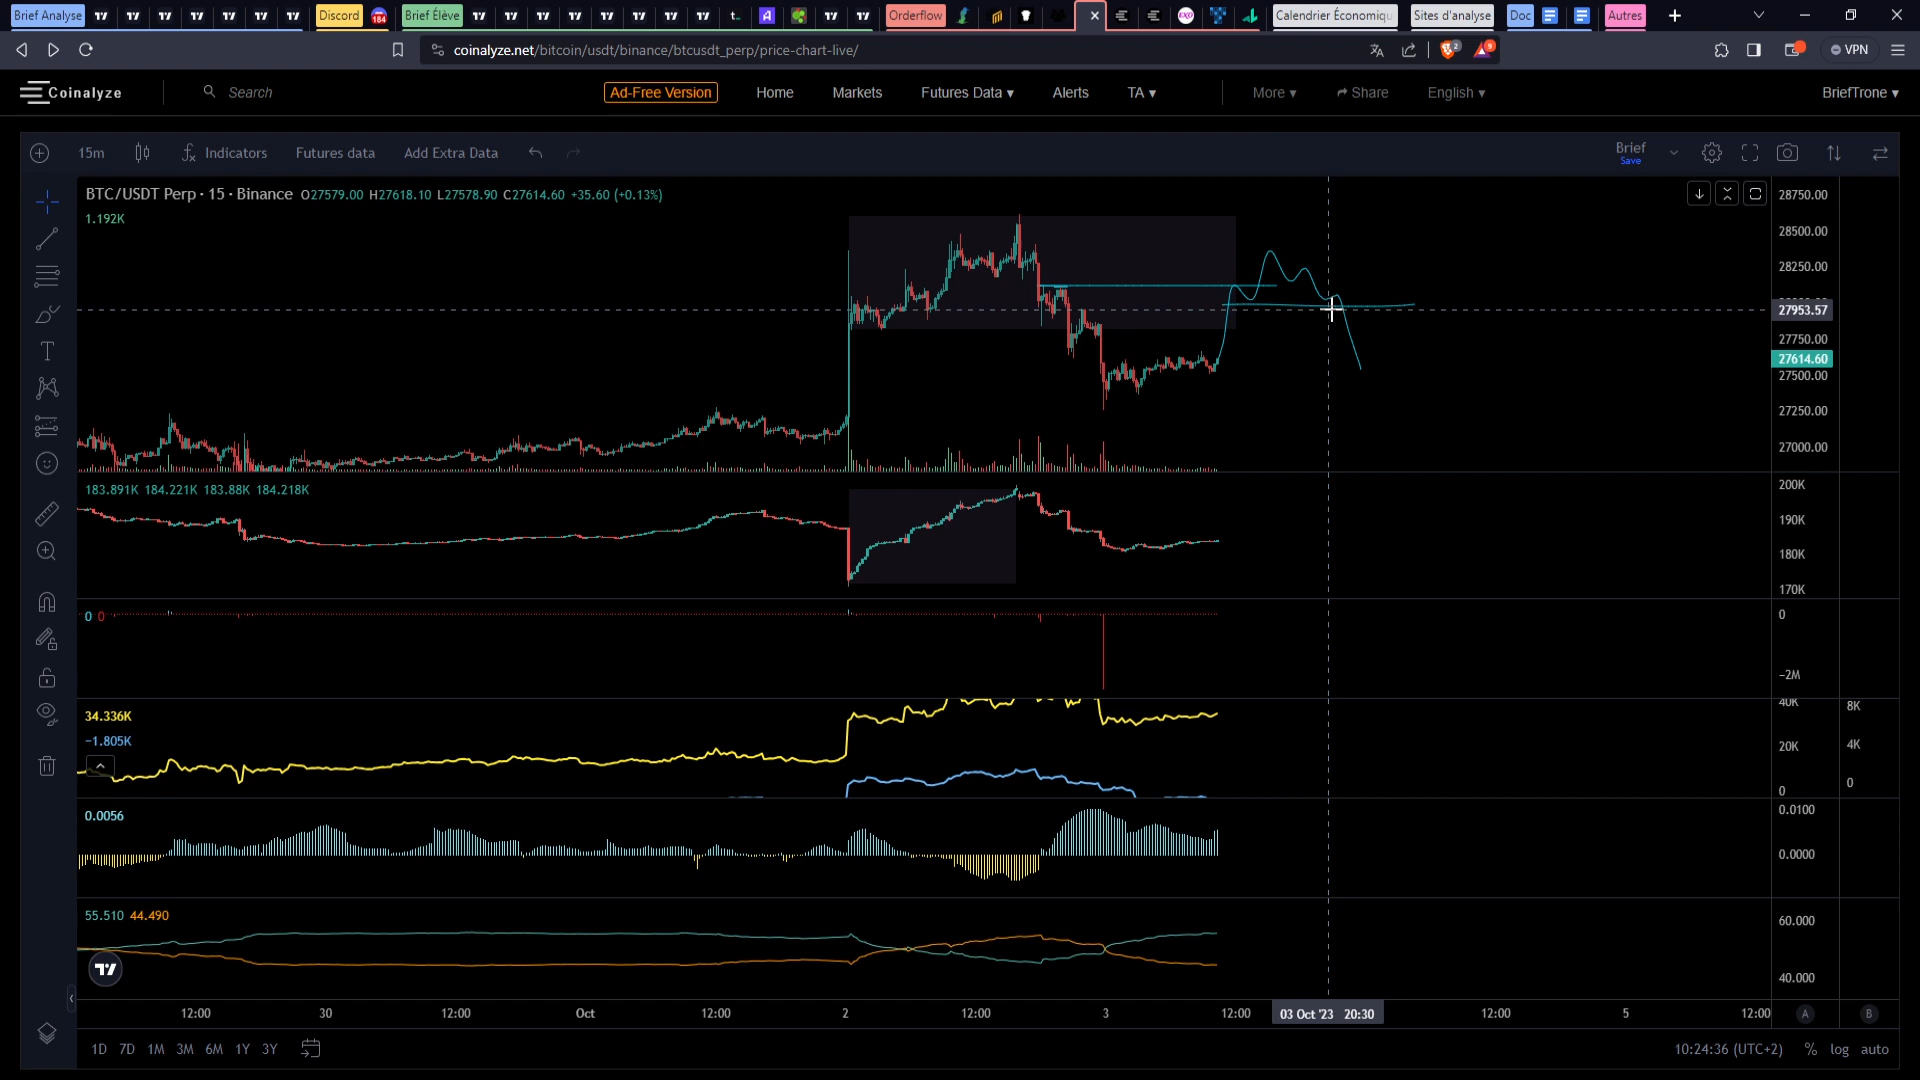 Brief Analyse Discord 184 Brief Élève t.. A Orderflow EXO Calendrier Économiqu Sites d'analyse Doc Autres
coinalyze.net/bitcoin/usdt/binance/btcusdt_perp/price-chart-live/ 2 9 VPN
Coinalyze Search Ad-Free Version Home Markets Futures Data ▾ Alerts TA ▾ More ▾ Share English ▾ BriefTrone ▾
15m Indicators Futures data Add Extra Data Brief
Save
BTC/USDT Perp · 15 · Binance O27579.00 H27618.10 L27578.90 C27614.60 +35.60 (+0.13%)
1.192K
28750.00
28500.00
28250.00
27953.57
27750.00
27614.60
27500.00
27250.00
27000.00
183.891K 184.221K 183.88K 184.218K
200K
190K
180K
170K
0 0
0
−2M
34.336K
−1.805K
40K 8K
20K 4K
0 0
0.0056
0.0100
0.0000
55.510 44.490
60.000
40.000
12:00 30 12:00 Oct 12:00 2 12:00 3 12:00 03 Oct '23 20:30 12:00 5 12:00 A B
1D 7D 1M 3M 6M 1Y 3Y 10:24:36 (UTC+2) % log auto